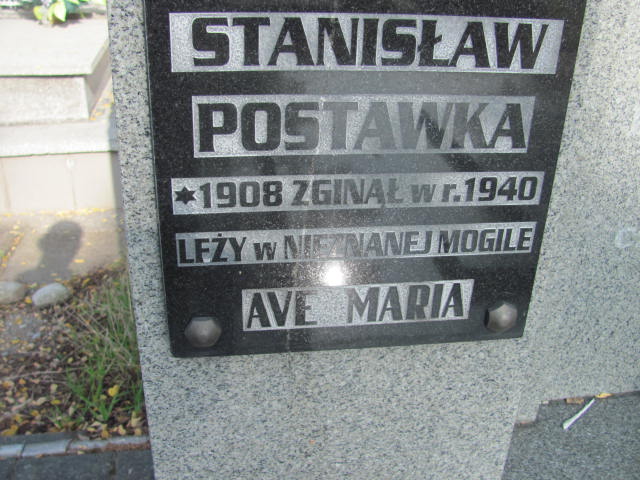 STANISŁAW
POSTAWKA
✶1908 ZGINĄŁ w r.1940
LEŻY w NIEZNANEJ MOGILE
AVE MARIA